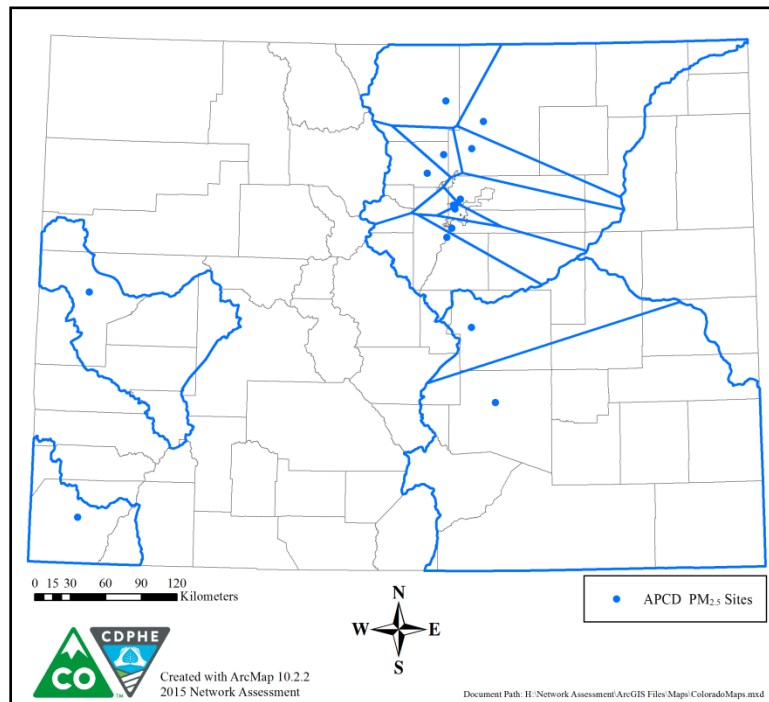 0 15 30 60 90 120
Kilometers
N
W E
S
APCD PM2.5 Sites
CDPHE
CO
TM
Created with ArcMap 10.2.2
2015 Network Assessment
Document Path: H:\Network Assessment\ArcGIS Files\Maps\ColoradoMaps.mxd